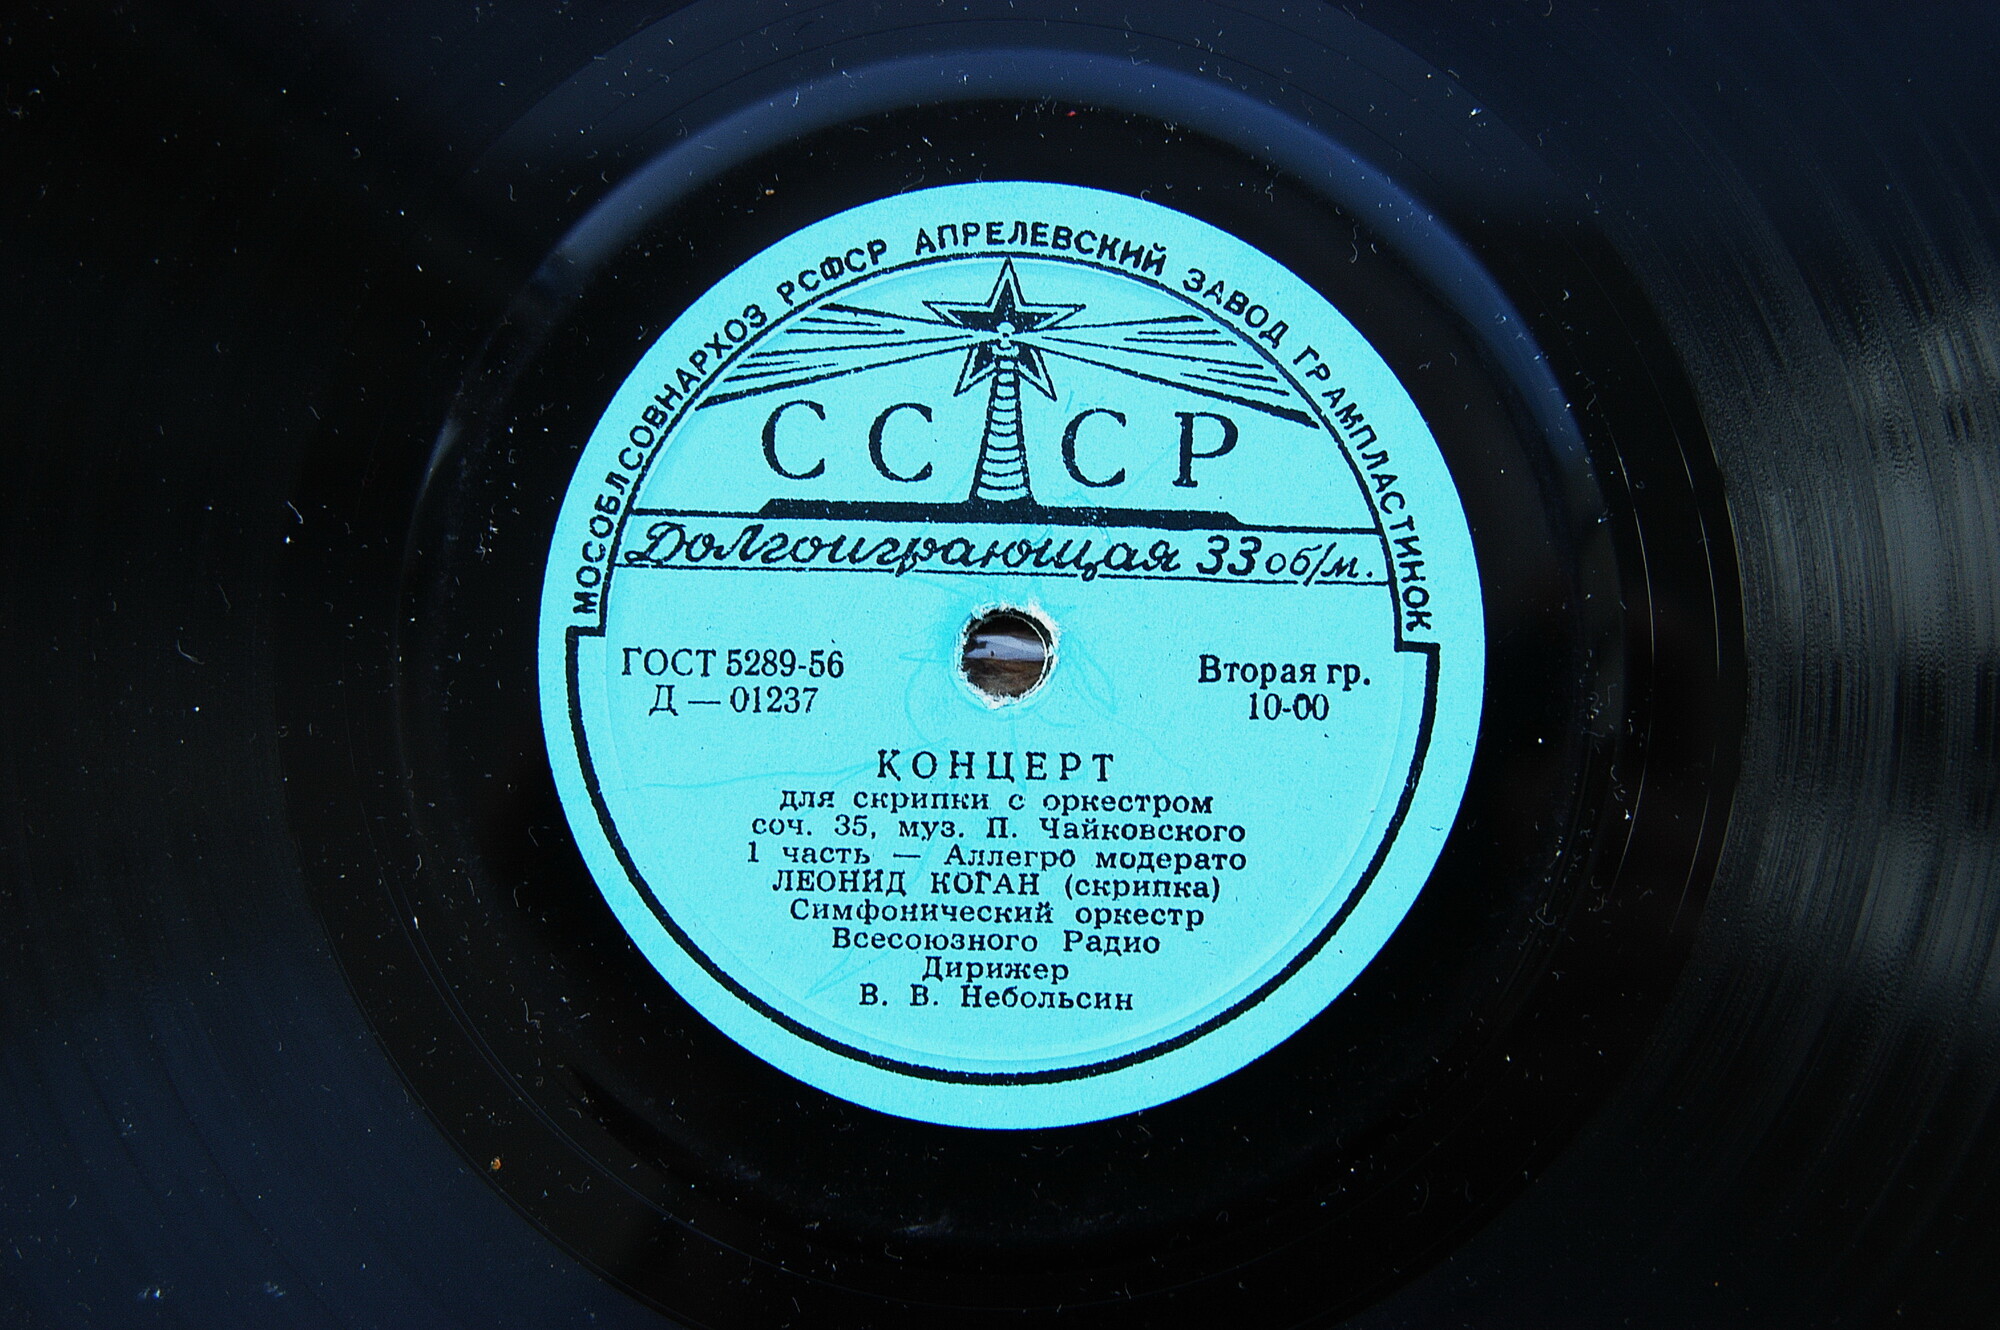 МОСОБЛСОВНАРХОЗ РСФСР АПРЕЛЕВСКИЙ ЗАВОД ГРАМПЛАСТИНОК
СССР
Долгоиграющая 33 об/м.
ГОСТ 5289-56
Д — 01237
Вторая гр.
10-00
КОНЦЕРТ
для скрипки с оркестром
соч. 35, муз. П. Чайковского
1 часть — Аллегро модерато
ЛЕОНИД КОГАН (скрипка)
Симфонический оркестр
Всесоюзного Радио
Дирижер
В. В. Небольсин